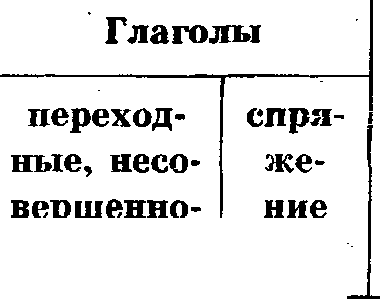 Глаголы
переход-
ные, несо-
вершенно-
спря-
же-
ние